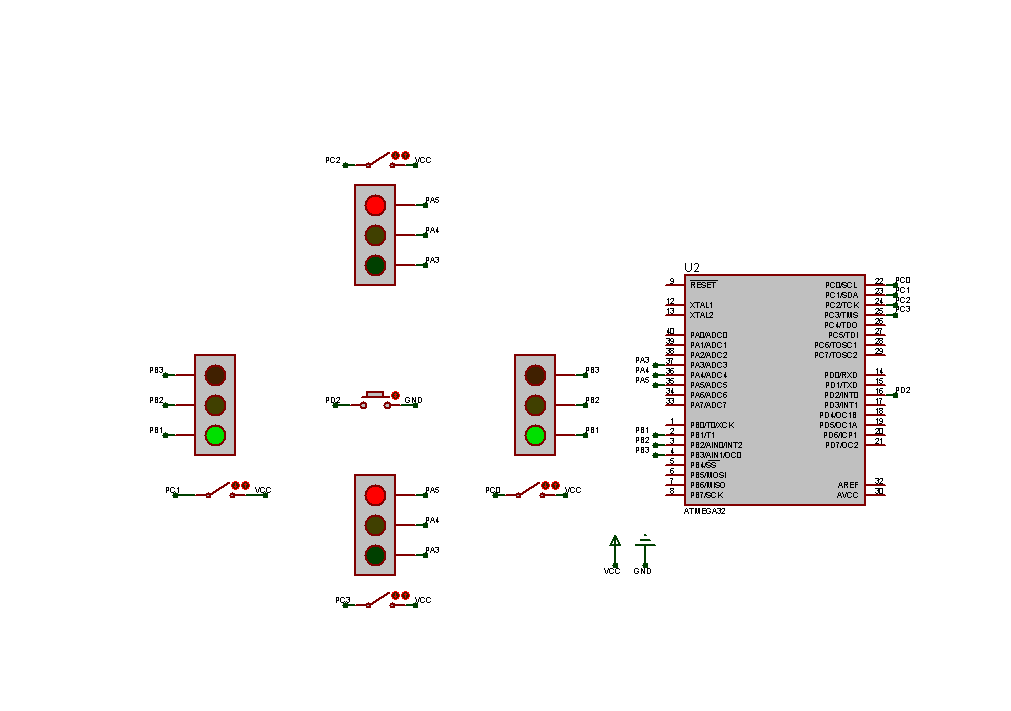 PC2 VCC
PA5
PA4
PA3
PB3
PB2
PB1
PD2 GND
PB3
PB2
PB1
PC1 VCC
PC0 VCC
PA5
PA4
PA3
PC3 VCC
U2
9 RESET
12 XTAL1
13 XTAL2
40 PA0/ADC0
39 PA1/ADC1
38 PA2/ADC2
PA3 37 PA3/ADC3
PA4 36 PA4/ADC4
PA5 35 PA5/ADC5
34 PA6/ADC6
33 PA7/ADC7
1 PB0/T0/XCK
PB1 2 PB1/T1
PB2 3 PB2/AIN0/INT2
PB3 4 PB3/AIN1/OC0
5 PB4/SS
6 PB5/MOSI
7 PB6/MISO
8 PB7/SCK
PC0/SCL 22 PC0
PC1/SDA 23 PC1
PC2/TCK 24 PC2
PC3/TMS 25 PC3
PC4/TDO 26
PC5/TDI 27
PC6/TOSC1 28
PC7/TOSC2 29
PD0/RXD 14
PD1/TXD 15
PD2/INT0 16 PD2
PD3/INT1 17
PD4/OC1B 18
PD5/OC1A 19
PD6/ICP1 20
PD7/OC2 21
AREF 32
AVCC 30
ATMEGA32
VCC GND